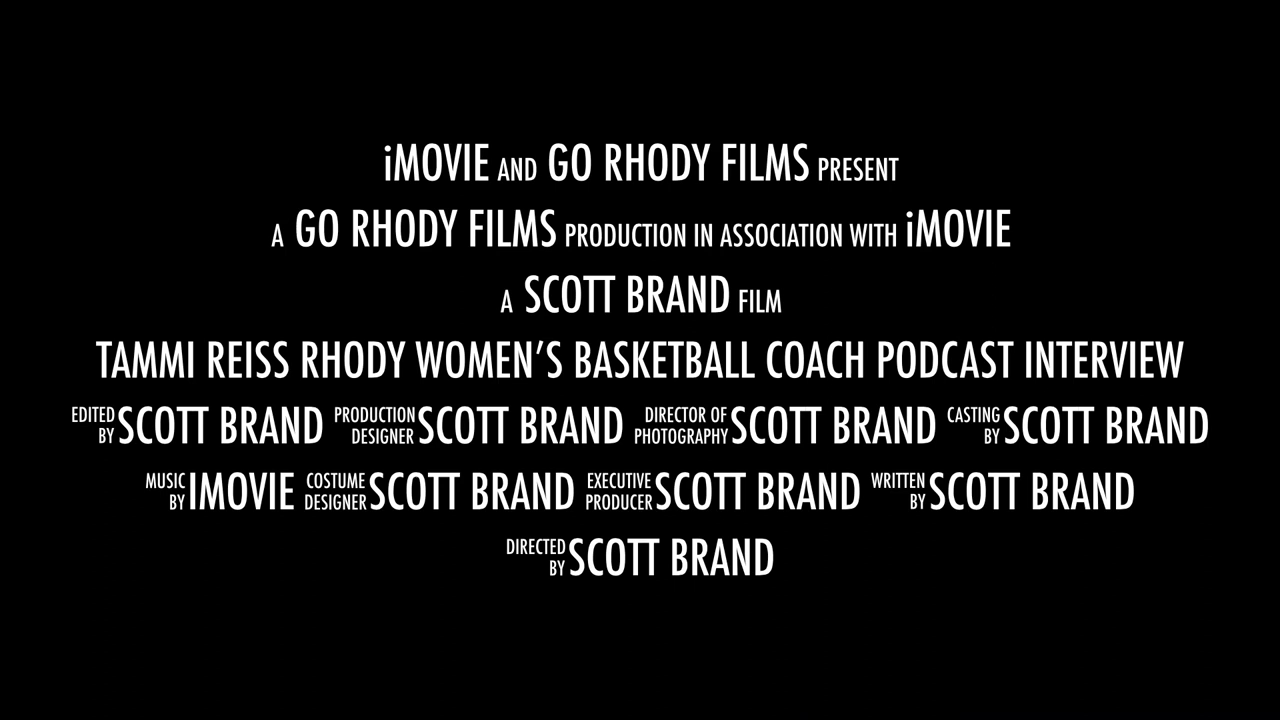 iMOVIE AND GO RHODY FILMS PRESENT
A GO RHODY FILMS PRODUCTION IN ASSOCIATION WITH iMOVIE
A SCOTT BRAND FILM
TAMMI REISS RHODY WOMEN'S BASKETBALL COACH PODCAST INTERVIEW
EDITED BY SCOTT BRAND PRODUCTION DESIGNER SCOTT BRAND DIRECTOR OF PHOTOGRAPHY SCOTT BRAND CASTING BY SCOTT BRAND
MUSIC BY IMOVIE COSTUME DESIGNER SCOTT BRAND EXECUTIVE PRODUCER SCOTT BRAND WRITTEN BY SCOTT BRAND
DIRECTED BY SCOTT BRAND